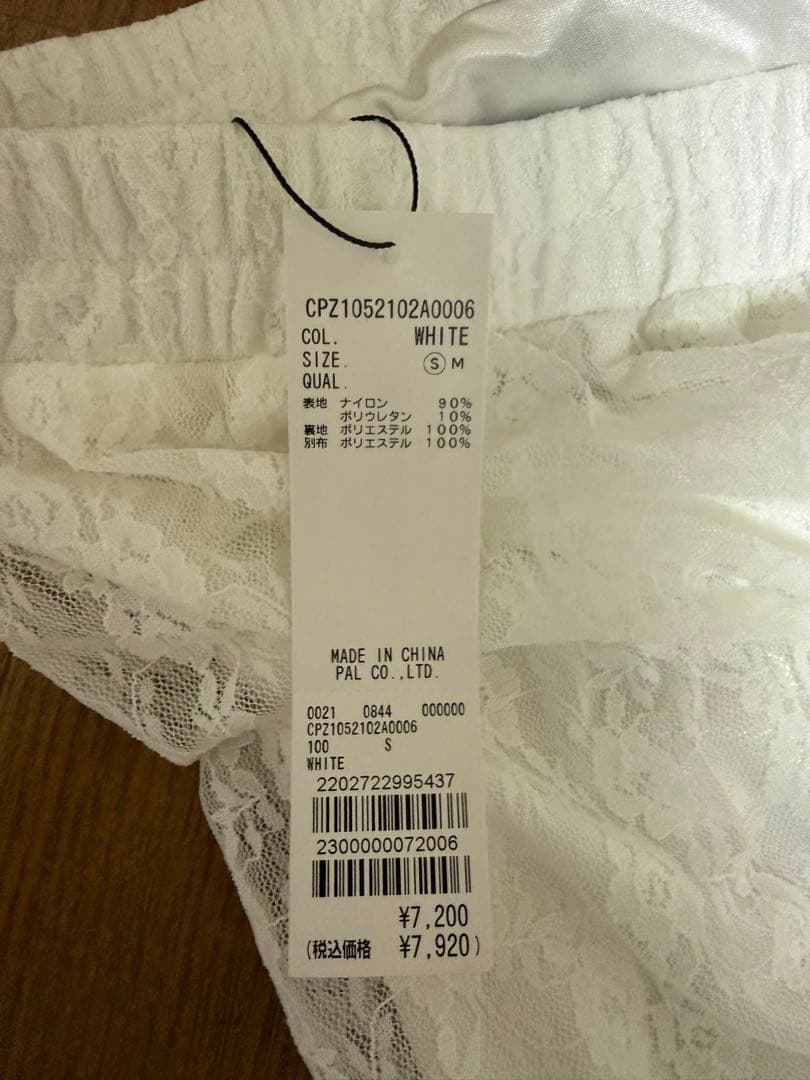 CPZ1052102A0006
COL. WHITE
SIZE. Ⓢ M
QUAL.
表地 ナイロン 90%
ポリウレタン 10%
裏地 ポリエステル 100%
別布 ポリエステル 100%
MADE IN CHINA
PAL CO.,LTD.
0021 0844 000000
CPZ1052102A0006
100 S
WHITE
2202722995437
2300000072006
¥7,200
(税込価格 ¥7,920)